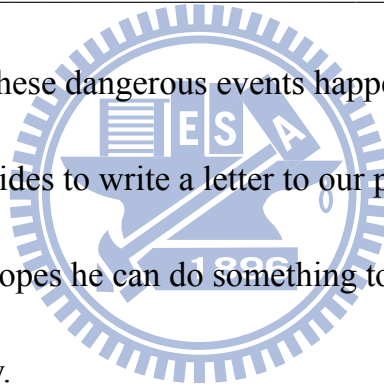 hese dangerous events happe
ides to write a letter to our p
opes he can do something to
y.
E S A
1896